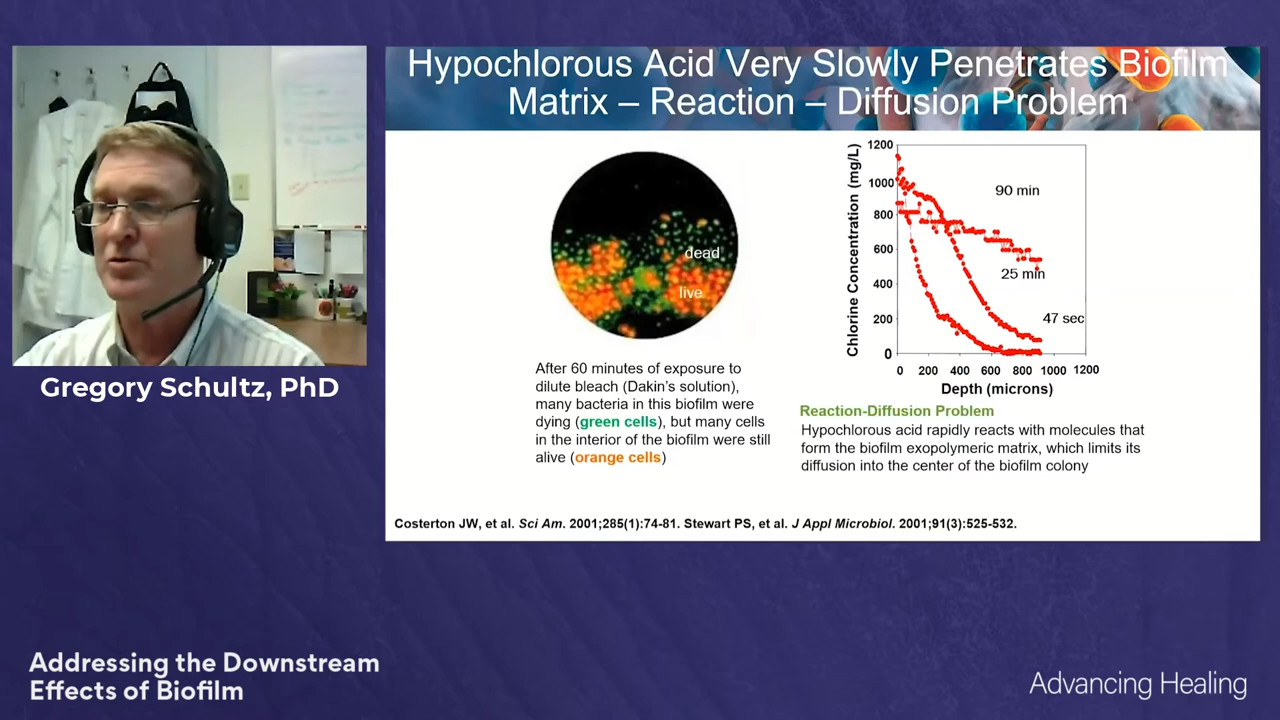 Hypochlorous Acid Very Slowly Penetrates Biofilm
Matrix – Reaction – Diffusion Problem
Gregory Schultz, PhD
dead
live
After 60 minutes of exposure to
dilute bleach (Dakin's solution),
many bacteria in this biofilm were
dying (green cells), but many cells
in the interior of the biofilm were still
alive (orange cells)
Chlorine Concentration (mg/L)
1200
1000
800
600
400
200
0
90 min
25 min
47 sec
0 200 400 600 800 1000 1200
Depth (microns)
Reaction-Diffusion Problem
Hypochlorous acid rapidly reacts with molecules that
form the biofilm exopolymeric matrix, which limits its
diffusion into the center of the biofilm colony
Costerton JW, et al. Sci Am. 2001;285(1):74-81. Stewart PS, et al. J Appl Microbiol. 2001;91(3):525-532.
Addressing the Downstream
Effects of Biofilm
Advancing Healing